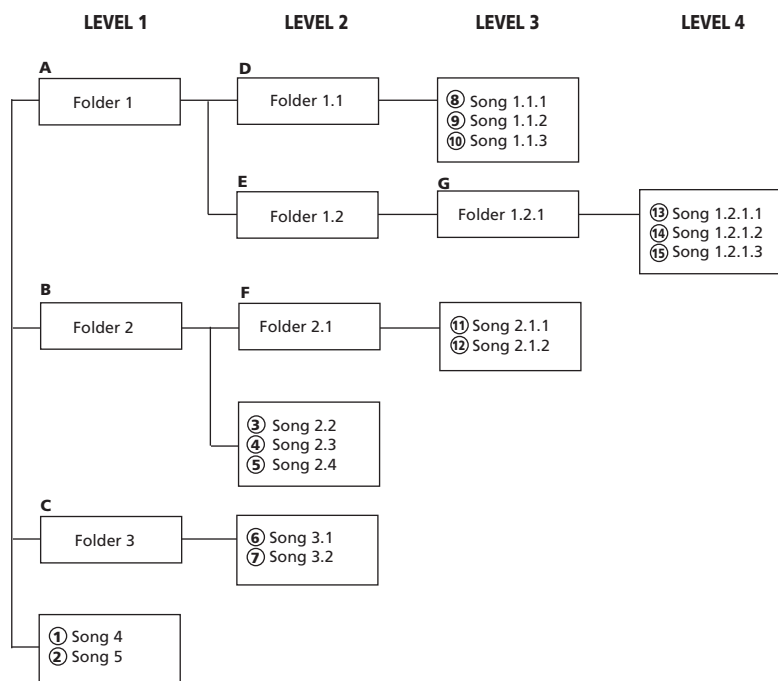 LEVEL 1 LEVEL 2 LEVEL 3 LEVEL 4
A D
Folder 1 Folder 1.1
8 Song 1.1.1
9 Song 1.1.2
10 Song 1.1.3
E G
Folder 1.2 Folder 1.2.1
13 Song 1.2.1.1
14 Song 1.2.1.2
15 Song 1.2.1.3
B F
Folder 2 Folder 2.1
11 Song 2.1.1
12 Song 2.1.2
3 Song 2.2
4 Song 2.3
5 Song 2.4
C
Folder 3
6 Song 3.1
7 Song 3.2
1 Song 4
2 Song 5